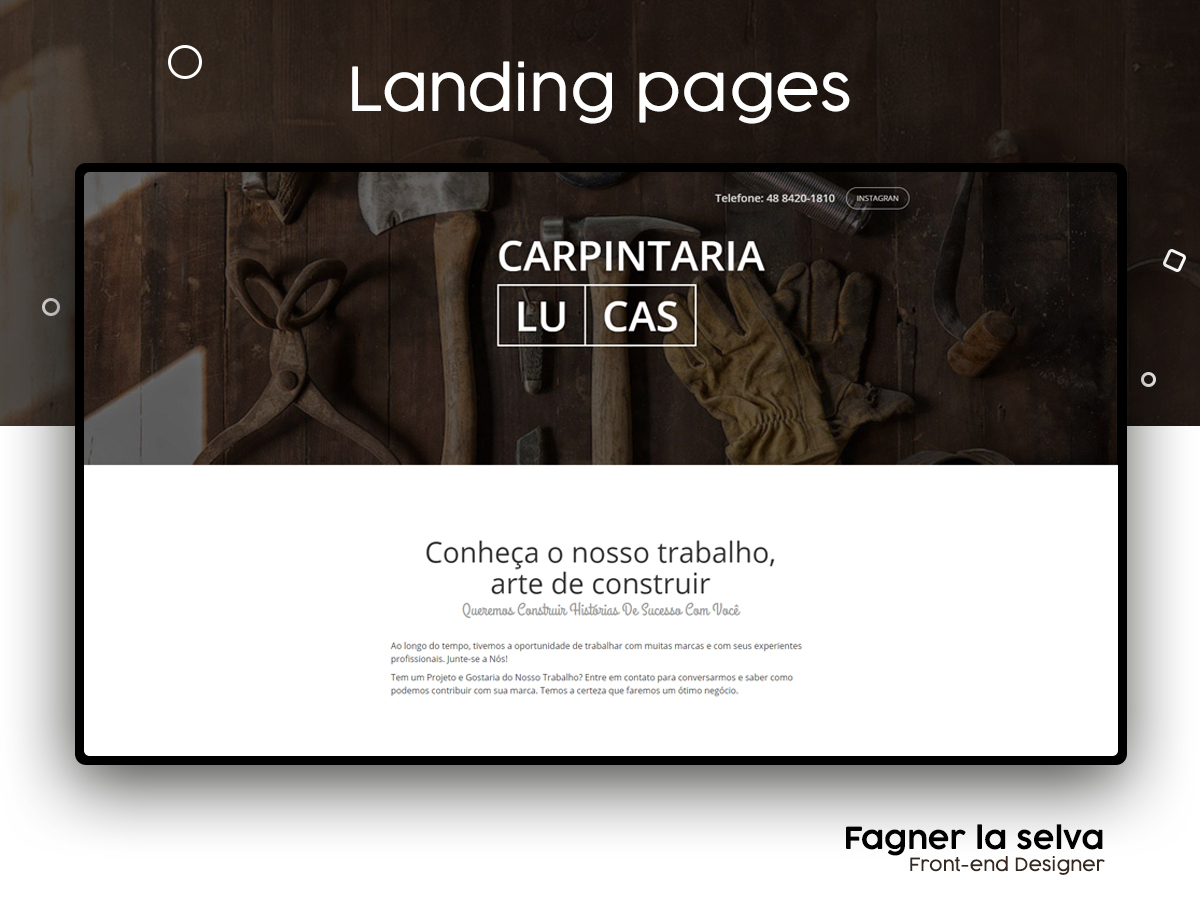 Landing pages
Telefone: 48 8420-1810
INSTAGRAN
CARPINTARIA
LU CAS
Conheça o nosso trabalho,
arte de construir
Queremos Construir Histórias De Sucesso Com Você
Ao longo do tempo, tivemos a oportunidade de trabalhar com muitas marcas e com seus experientes
profissionais. Junte-se a Nós!
Tem um Projeto e Gostaria do Nosso Trabalho? Entre em contato para conversarmos e saber como
podemos contribuir com sua marca. Temos a certeza que faremos um ótimo negócio.
Fagner la selva
Front-end Designer